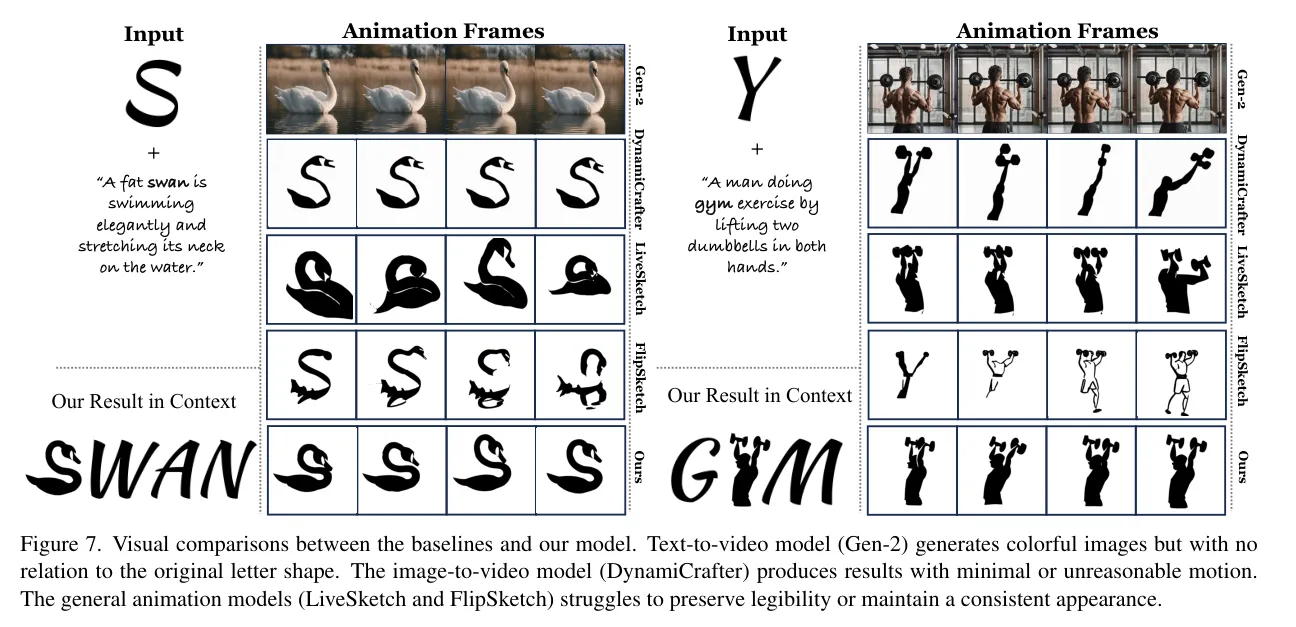 Input
Animation Frames
S
+
“A fat swan is
swimming
elegantly and
stretching its neck
on the water.”
Our Result in Context
SWAN
Gen-2
DynamiCrafter
LiveSketch
FlipSketch
Ours
Input
Animation Frames
Y
+
“A man doing
gym exercise by
lifting two
dumbbells in both
hands.”
Our Result in Context
GYM
Gen-2
DynamiCrafter
LiveSketch
FlipSketch
Ours
Figure 7. Visual comparisons between the baselines and our model. Text-to-video model (Gen-2) generates colorful images but with no
relation to the original letter shape. The image-to-video model (DynamiCrafter) produces results with minimal or unreasonable motion.
The general animation models (LiveSketch and FlipSketch) struggles to preserve legibility or maintain a consistent appearance.